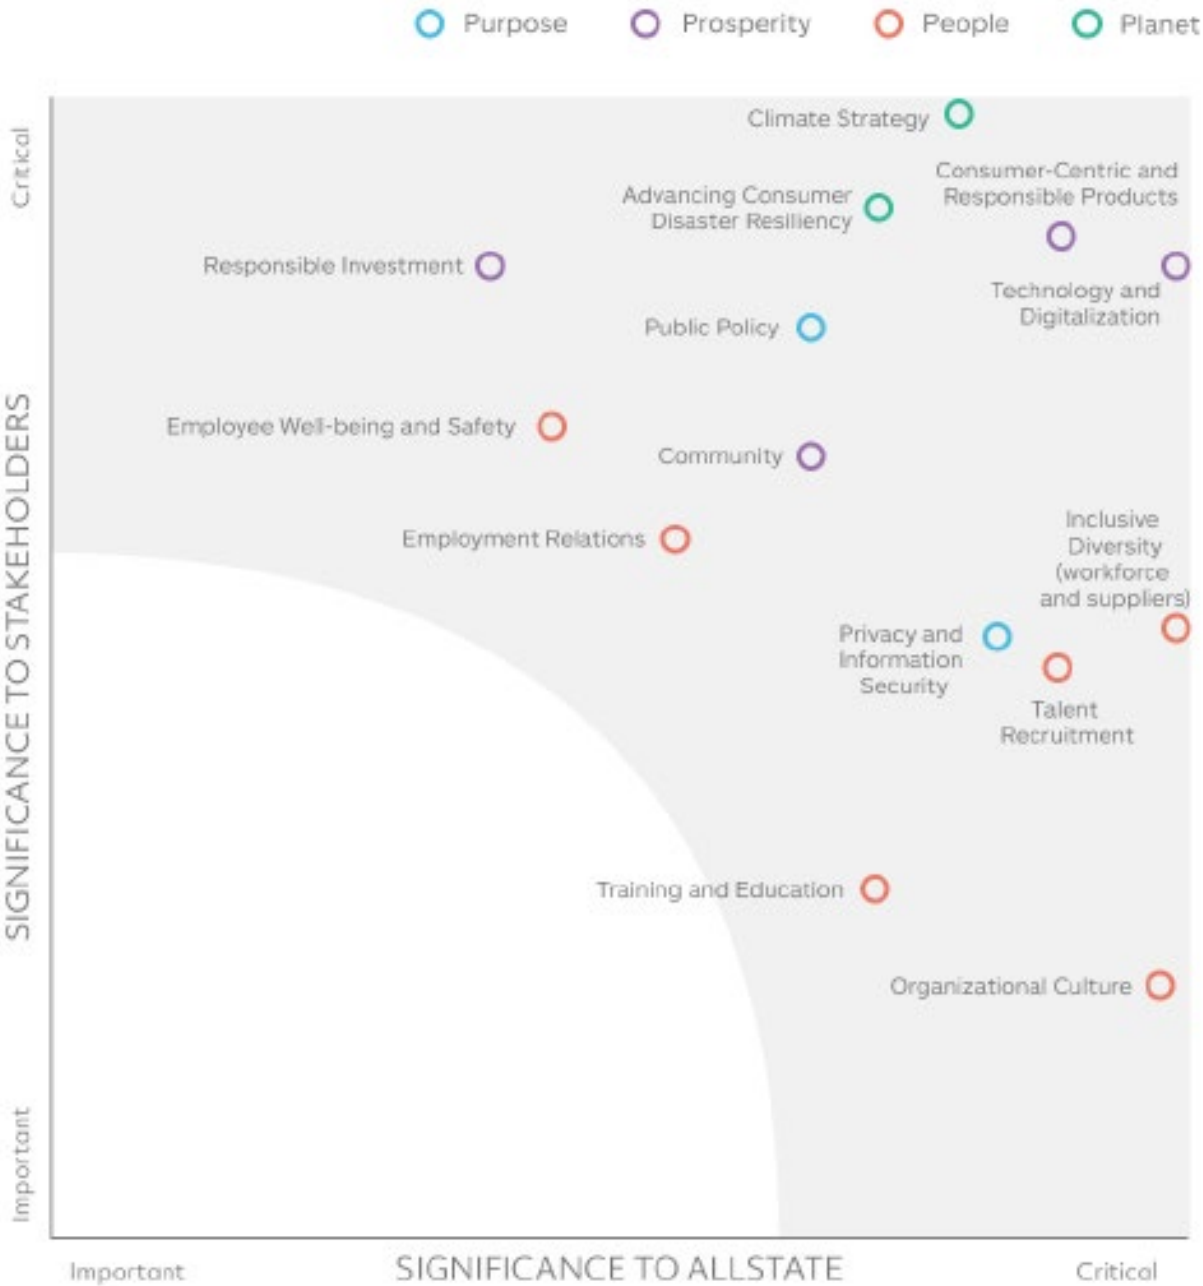 Purpose
Prosperity
People
Planet
Critical
Climate Strategy
Consumer-Centric and
Responsible Products
Advancing Consumer
Disaster Resiliency
Responsible Investment
Technology and
Digitalization
Public Policy
Employee Well-being and Safety
Community
SIGNIFICANCE TO STAKEHOLDERS
Employment Relations
Inclusive
Diversity
(workforce
and suppliers)
Privacy and
Information
Security
Talent
Recruitment
Training and Education
Organizational Culture
Important
Important
SIGNIFICANCE TO ALLSTATE
Critical